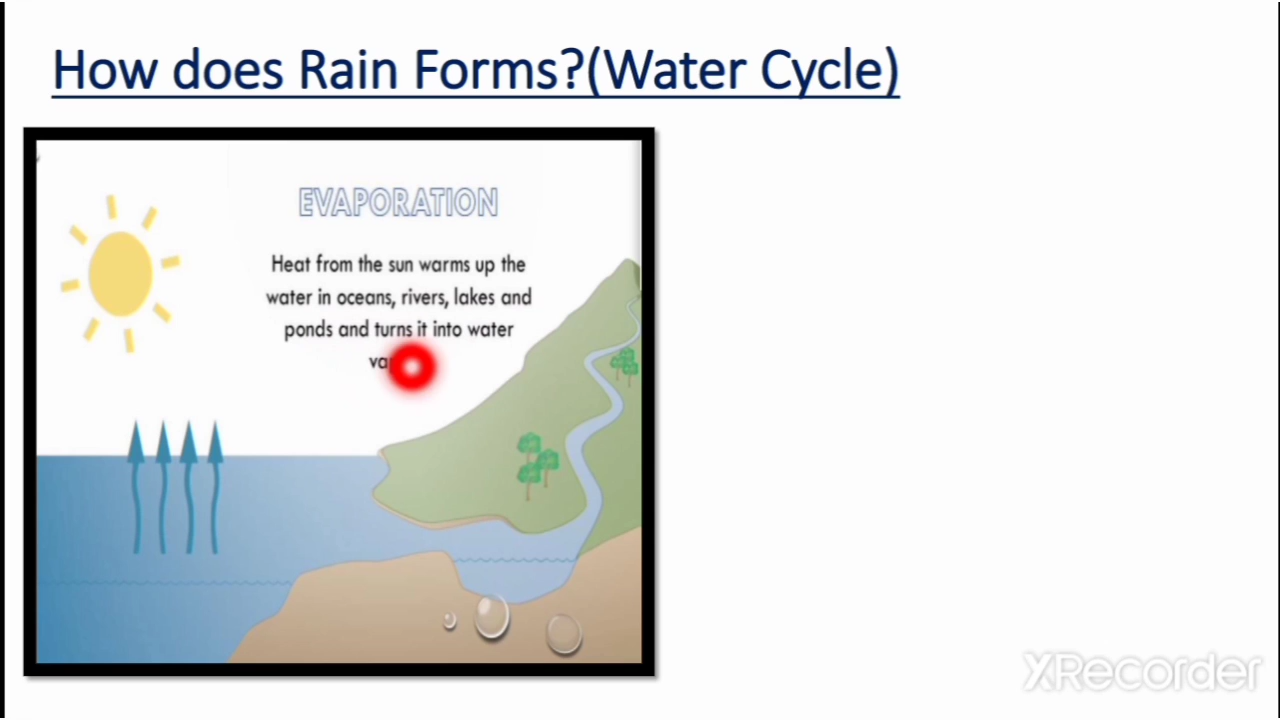 How does Rain Forms?(Water Cycle)
EVAPORATION
Heat from the sun warms up the
water in oceans, rivers, lakes and
ponds and turns it into water
XRecorder